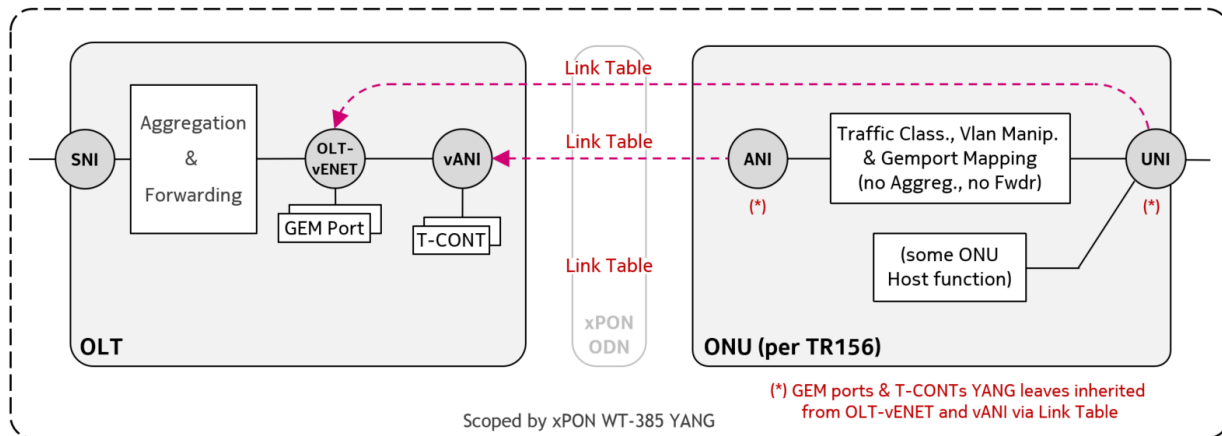 Link Table
Aggregation
&
Forwarding
SNI
OLT-
vENET
vANI
GEM Port
T-CONT
OLT
Link Table
Link Table
xPON
ODN
ANI
(*)
Traffic Class., Vlan Manip.
& Gemport Mapping
(no Aggreg., no Fwdr)
UNI
(*)
(some ONU
Host function)
ONU (per TR156)
(*) GEM ports & T-CONTs YANG leaves inherited
from OLT-vENET and vANI via Link Table
Scoped by xPON WT-385 YANG